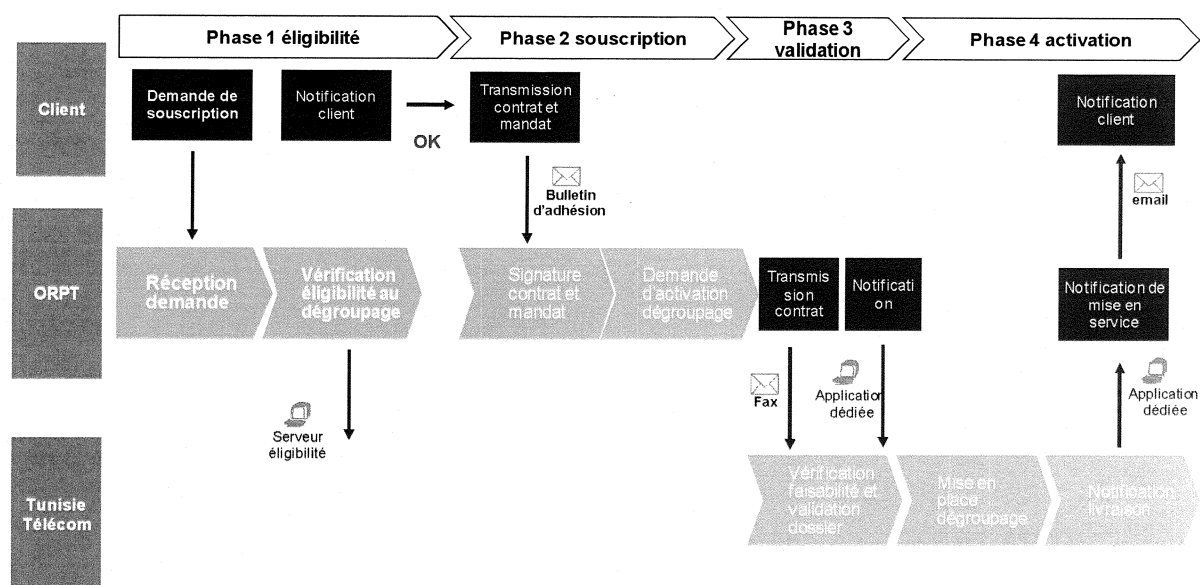 Phase 1 éligibilité
Phase 2 souscription
Phase 3
validation
Phase 4 activation
Client
Demande de
souscription
Notification
client
OK
Transmission
contrat et
mandat
Notification
client
Bulletin
d'adhésion
email
ORPT
Réception
demande
Vérification
éligibilité au
dégroupage
Signature
contrat et
mandat
Demande
d'activation
dégroupage
Transmis
sion
contrat
Notificati
on
Notification de
mise en
service
Serveur
éligibilité
Fax
Application
dédiée
Application
dédiée
Tunisie
Télécom
Vérification
faisabilité et
validation
dossier
Mise en
place
dégroupage
Notification
livraison